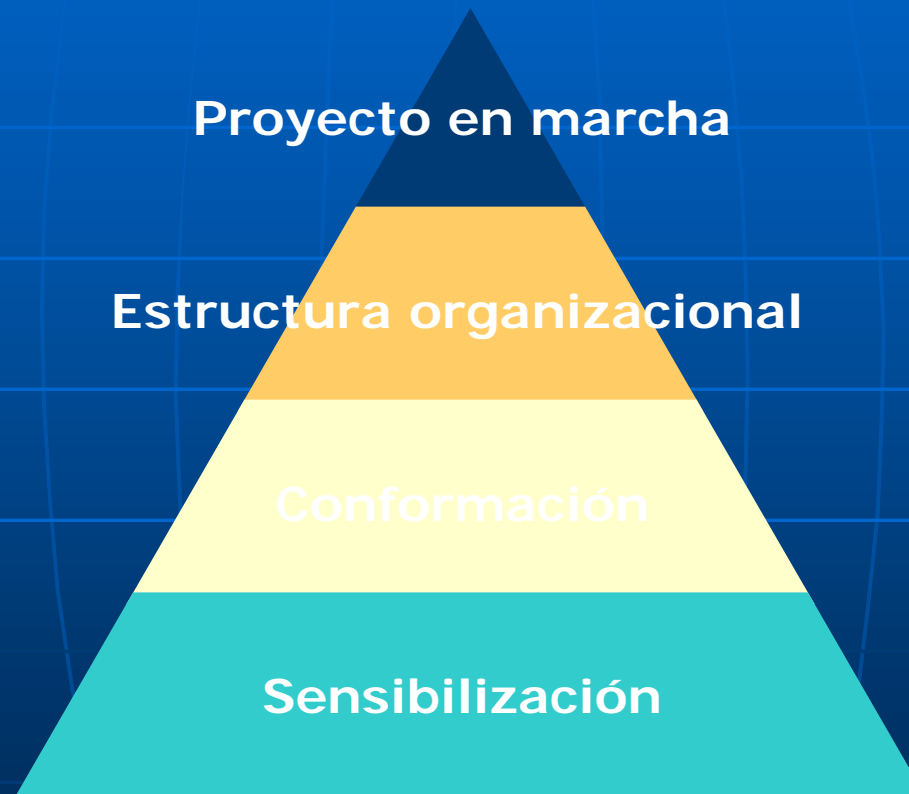 Proyecto en marcha
Estructura organizacional
Conformación
Sensibilización